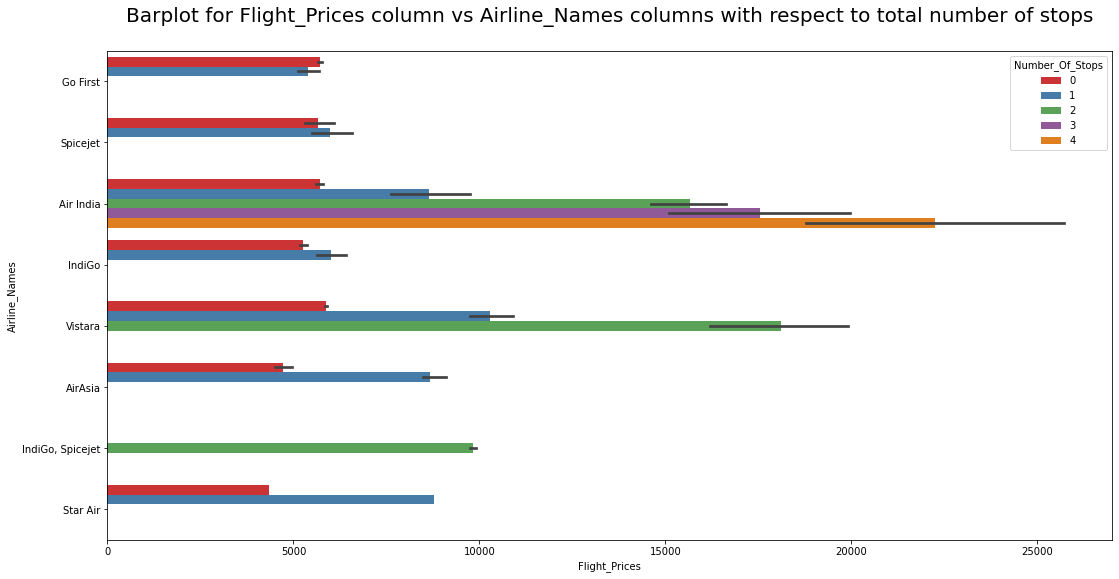 Barplot for Flight_Prices column vs Airline_Names columns with respect to total number of stops
Number_Of_Stops
0
1
2
3
4
Go First
Spicejet
Air India
IndiGo
Vistara
AirAsia
IndiGo, Spicejet
Star Air
Airline_Names
0 5000 10000 15000 20000 25000
Flight_Prices